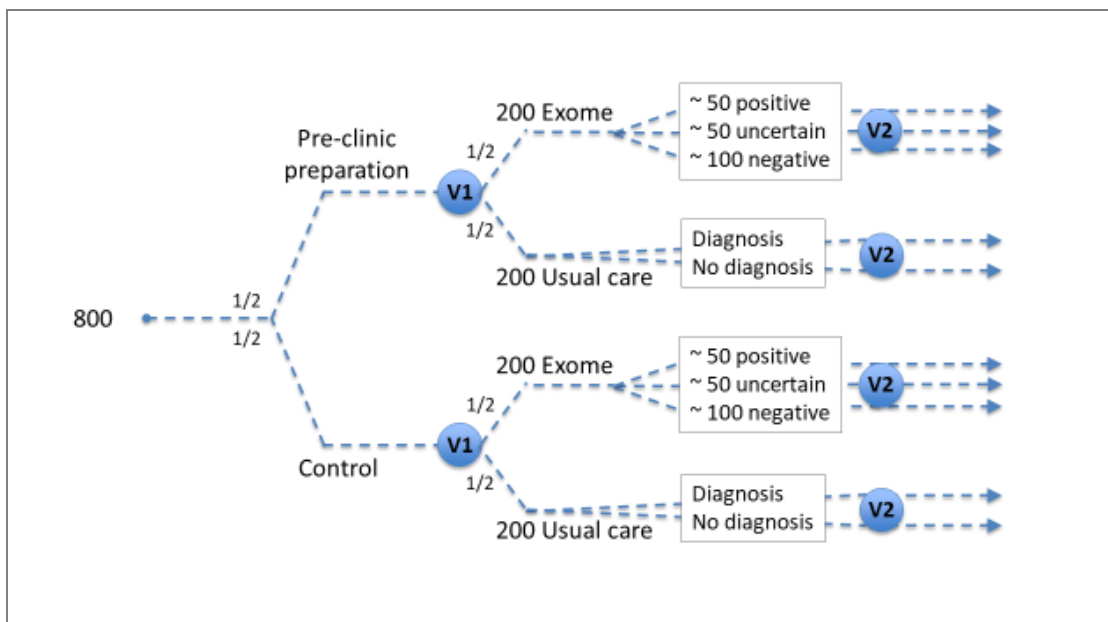 800
1/2
1/2
Pre-clinic
preparation
V1
1/2
1/2
200 Exome
~ 50 positive
~ 50 uncertain
~ 100 negative
V2
200 Usual care
Diagnosis
No diagnosis
V2
Control
V1
1/2
1/2
200 Exome
~ 50 positive
~ 50 uncertain
~ 100 negative
V2
200 Usual care
Diagnosis
No diagnosis
V2